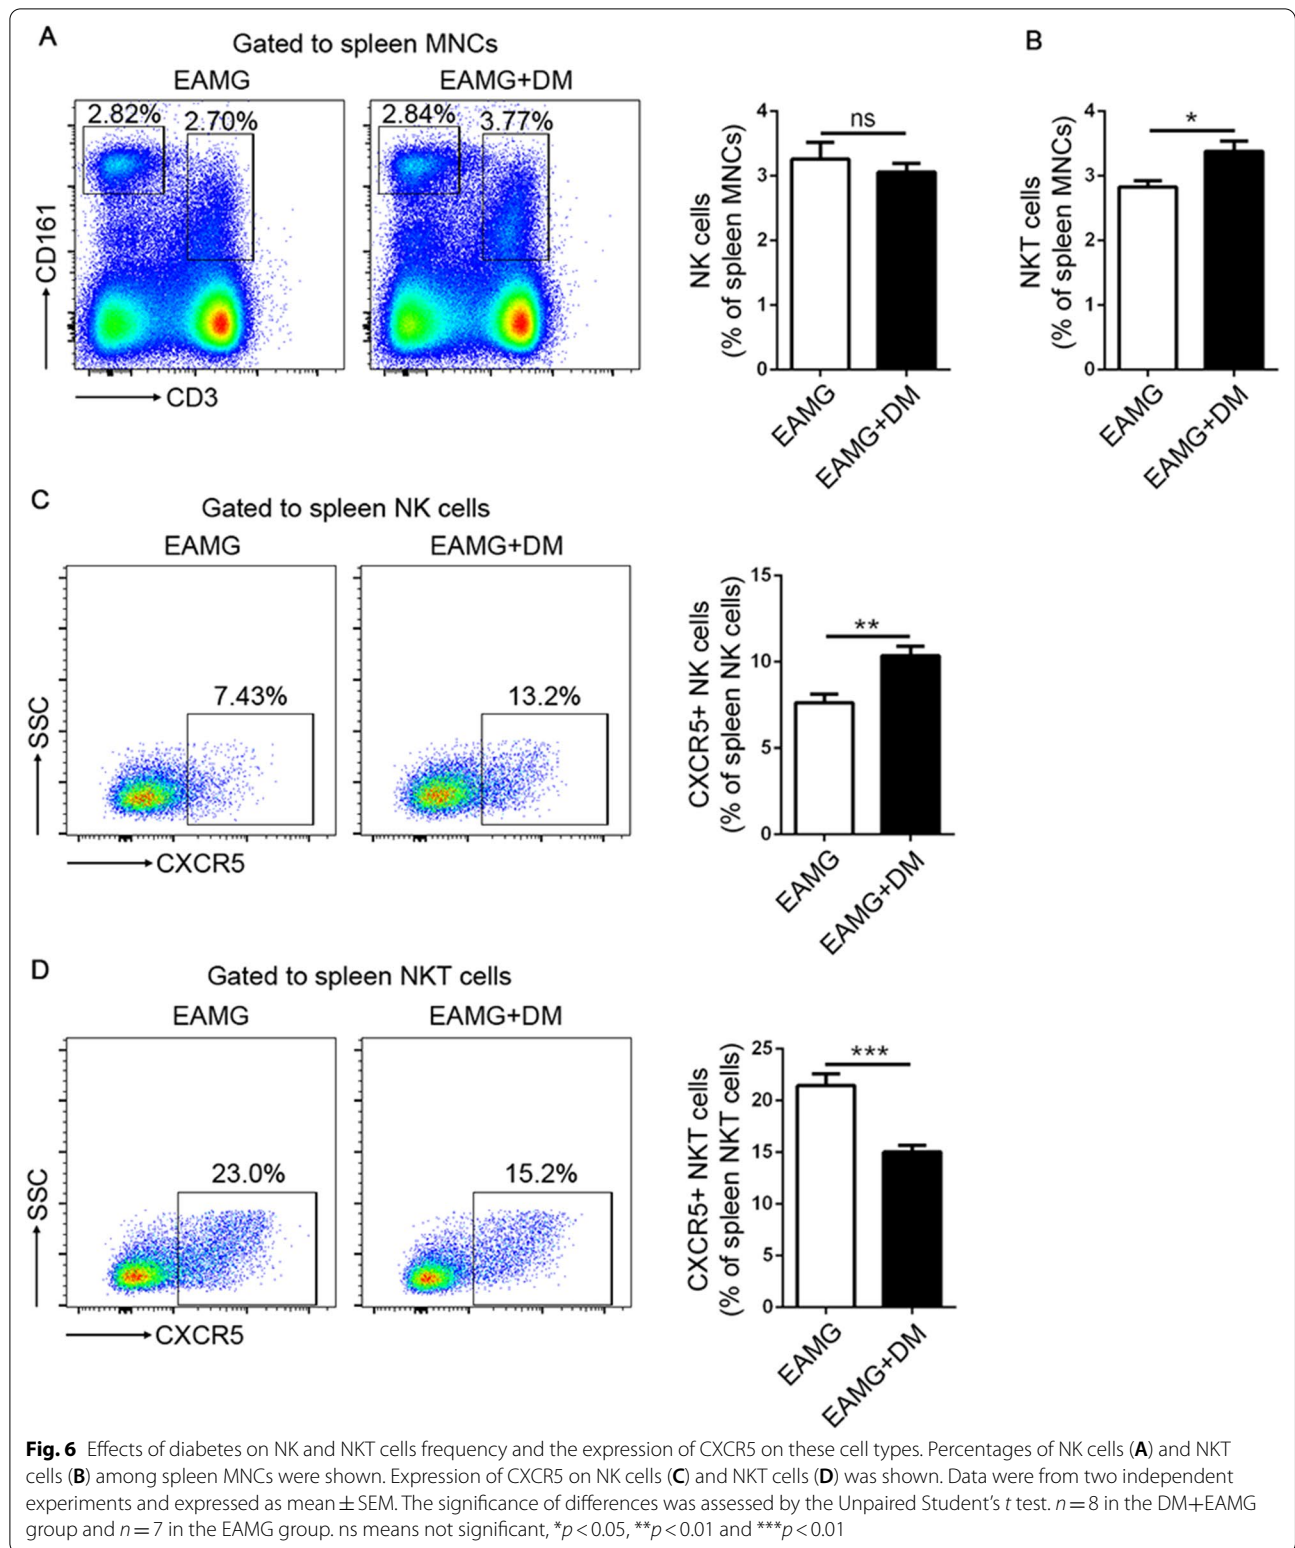 A
Gated to spleen MNCs
EAMG
EAMG+DM
2.82%
2.70%
2.84%
3.77%
CD161
CD3
NK cells
(% of spleen MNCs)
4
3
2
1
0
ns
EAMG
EAMG+DM
B
NKT cells
(% of spleen MNCs)
4
3
2
1
0
*
EAMG
EAMG+DM
C
Gated to spleen NK cells
EAMG
EAMG+DM
7.43%
13.2%
SSC
CXCR5
CXCR5+ NK cells
(% of spleen NK cells)
15
10
5
0
**
EAMG
EAMG+DM
D
Gated to spleen NKT cells
EAMG
EAMG+DM
23.0%
15.2%
SSC
CXCR5
CXCR5+ NKT cells
(% of spleen NKT cells)
25
20
15
10
5
0
***
EAMG
EAMG+DM
Fig. 6 Effects of diabetes on NK and NKT cells frequency and the expression of CXCR5 on these cell types. Percentages of NK cells (A) and NKT
cells (B) among spleen MNCs were shown. Expression of CXCR5 on NK cells (C) and NKT cells (D) was shown. Data were from two independent
experiments and expressed as mean ± SEM. The significance of differences was assessed by the Unpaired Student's t test. n = 8 in the DM+EAMG
group and n = 7 in the EAMG group. ns means not significant, *p < 0.05, **p < 0.01 and ***p < 0.01